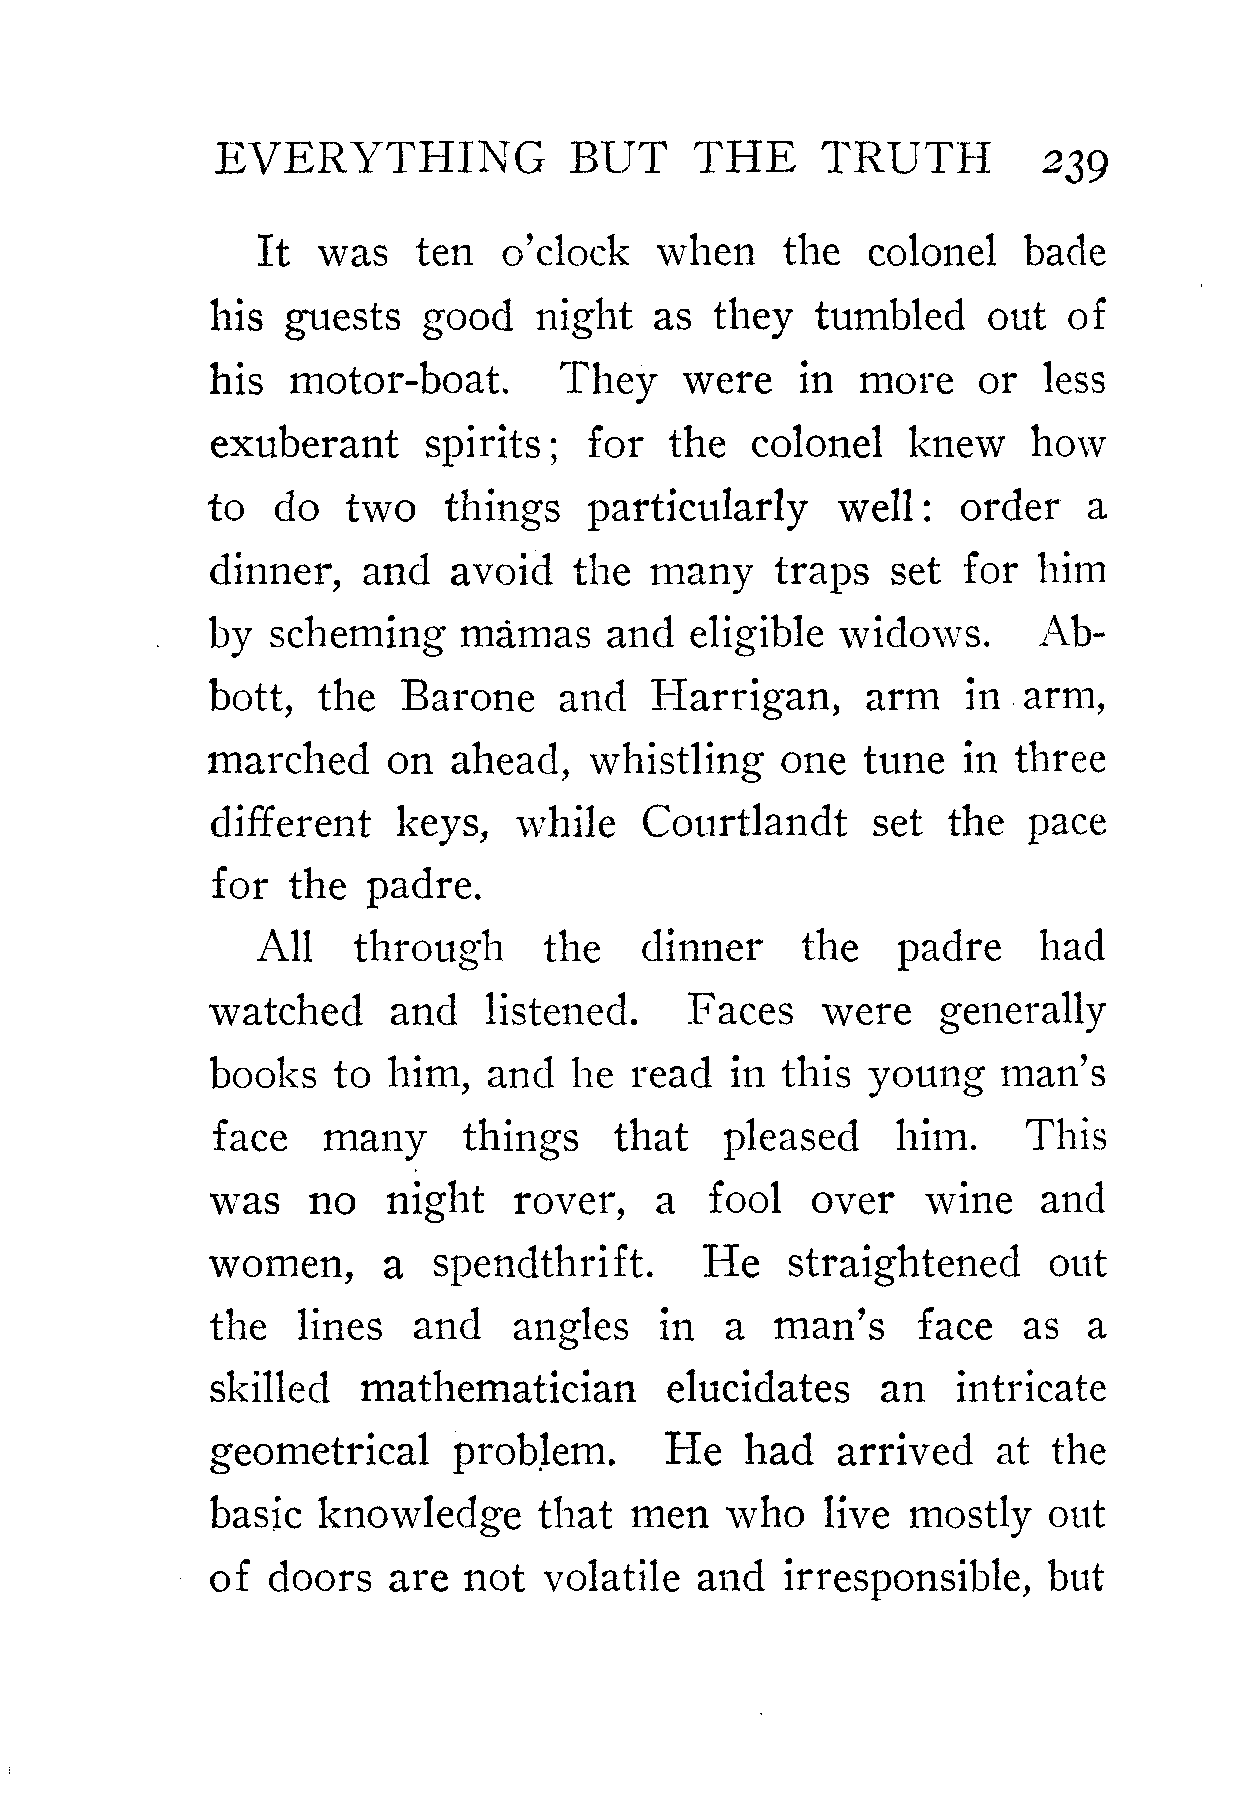 EVERYTHING BUT THE TRUTH 239
It was ten o'clock when the colonel bade
his guests good night as they tumbled out of
his motor-boat. They were in more or less
exuberant spirits; for the colonel knew how
to do two things particularly well: order a
dinner, and avoid the many traps set for him
by scheming mamas and eligible widows. Ab-
bott, the Barone and Harrigan, arm in arm,
marched on ahead, whistling one tune in three
different keys, while Courtlandt set the pace
for the padre.
All through the dinner the padre had
watched and listened. Faces were generally
books to him, and he read in this young man's
face many things that pleased him. This
was no night rover, a fool over wine and
women, a spendthrift. He straightened out
the lines and angles in a man's face as a
skilled mathematician elucidates an intricate
geometrical problem. He had arrived at the
basic knowledge that men who live mostly out
of doors are not volatile and irresponsible, but